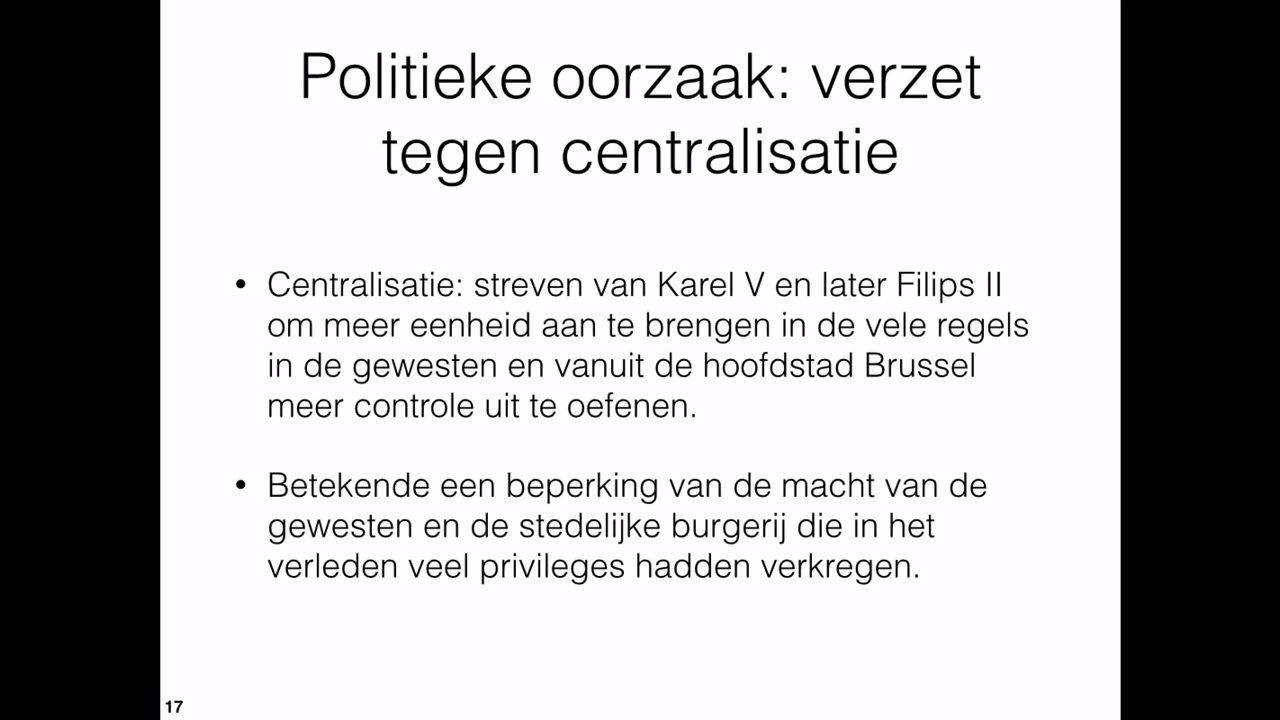 Politieke oorzaak: verzet
tegen centralisatie
• Centralisatie: streven van Karel V en later Filips II
om meer eenheid aan te brengen in de vele regels
in de gewesten en vanuit de hoofdstad Brussel
meer controle uit te oefenen.
• Betekende een beperking van de macht van de
gewesten en de stedelijke burgerij die in het
verleden veel privileges hadden verkregen.
17